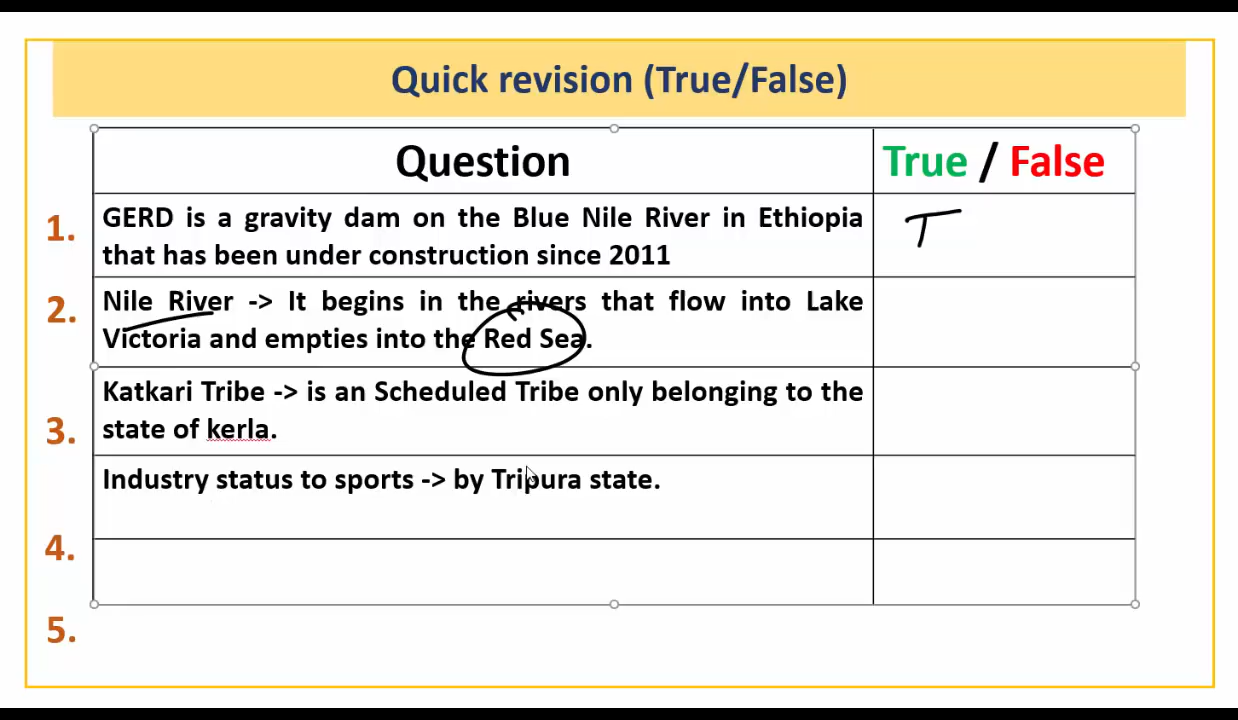 Quick revision (True/False)
Question
True / False
1.
GERD is a gravity dam on the Blue Nile River in Ethiopia
that has been under construction since 2011
T
2.
Nile River -> It begins in the rivers that flow into Lake
Victoria and empties into the Red Sea.
3.
Katkari Tribe -> is an Scheduled Tribe only belonging to the
state of kerla.
Industry status to sports -> by Tripura state.
4.
5.